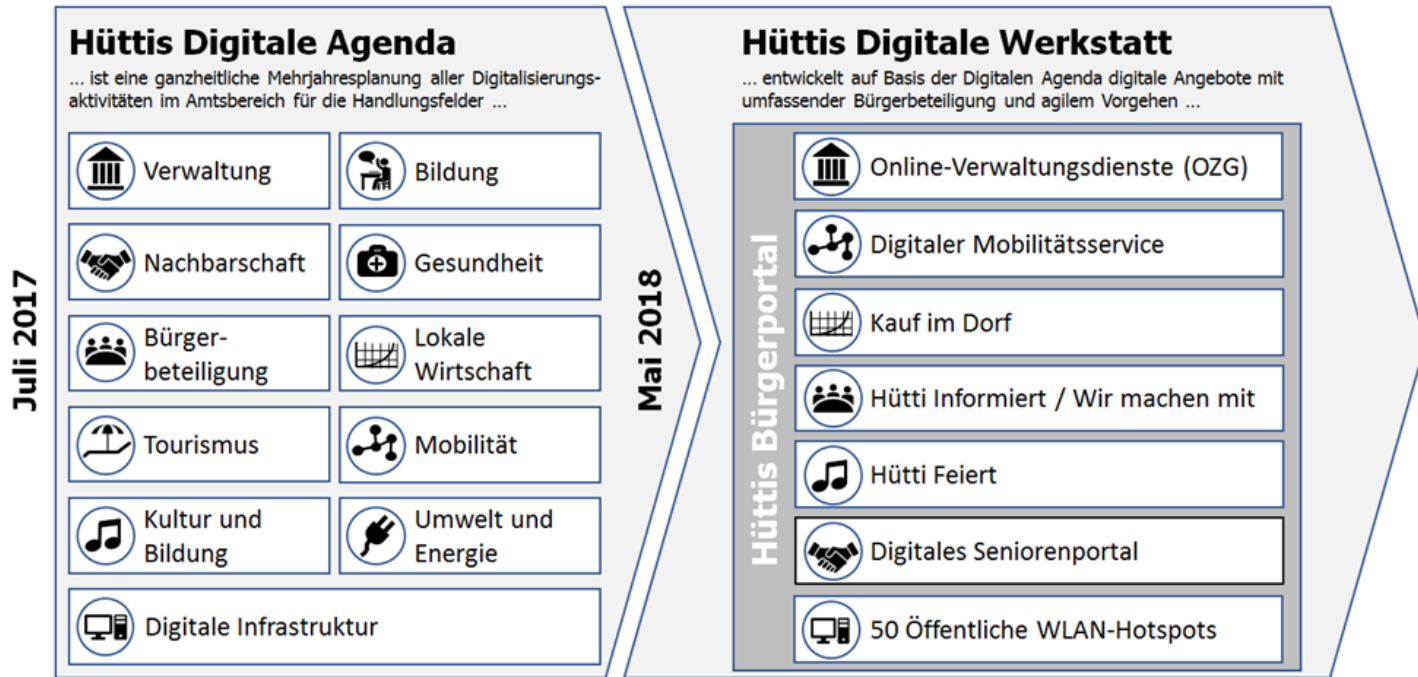 Juli 2017
Hüttis Digitale Agenda
... ist eine ganzheitliche Mehrjahresplanung aller Digitalisierungs-
aktivitäten im Amtsbereich für die Handlungsfelder ...
Verwaltung
Bildung
Nachbarschaft
Gesundheit
Bürger-
beteiligung
Lokale
Wirtschaft
Tourismus
Mobilität
Kultur und
Bildung
Umwelt und
Energie
Digitale Infrastruktur
Mai 2018
Hüttis Digitale Werkstatt
... entwickelt auf Basis der Digitalen Agenda digitale Angebote mit
umfassender Bürgerbeteiligung und agilem Vorgehen ...
Hüttis Bürgerportal
Online-Verwaltungsdienste (OZG)
Digitaler Mobilitätsservice
Kauf im Dorf
Hütti Informiert / Wir machen mit
Hütti Feiert
Digitales Seniorenportal
50 Öffentliche WLAN-Hotspots